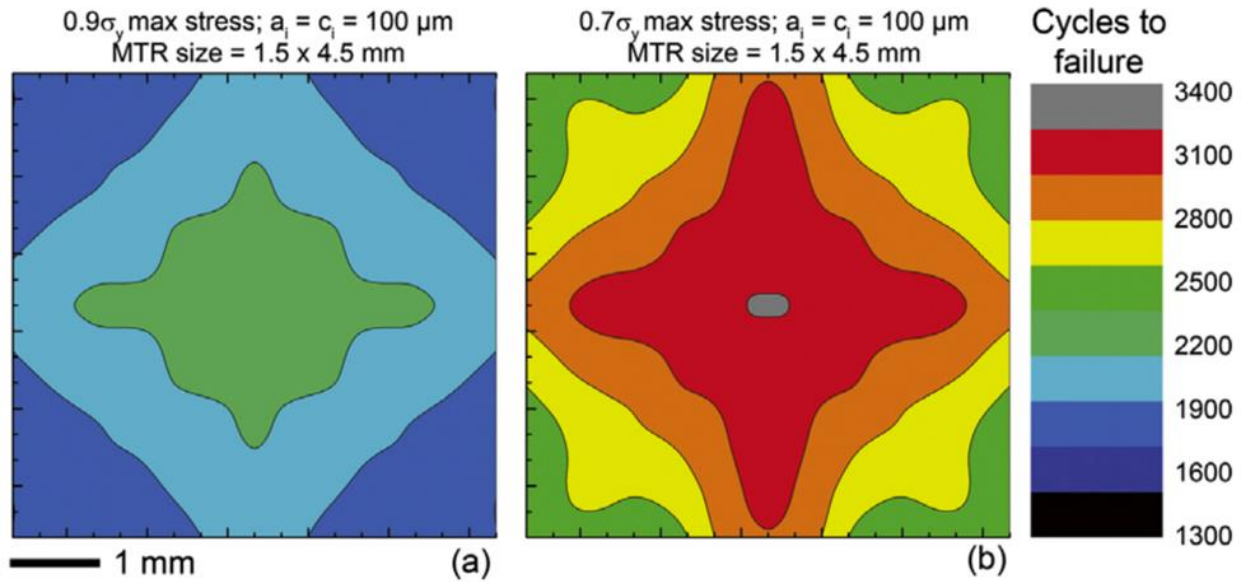 0.9σy max stress; ai = ci = 100 µm
MTR size = 1.5 x 4.5 mm
0.7σy max stress; ai = ci = 100 µm
MTR size = 1.5 x 4.5 mm
Cycles to
failure
3400
3100
2800
2500
2200
1900
1600
1300
1 mm
(a)
(b)